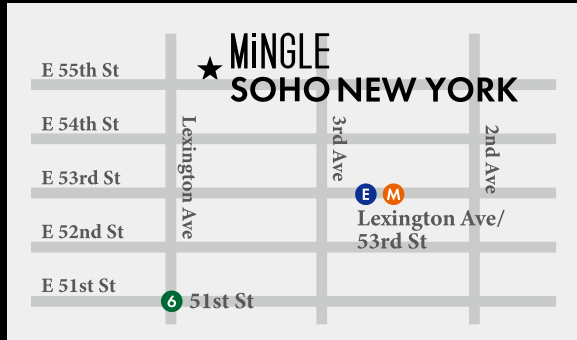 MiNGLE
SOHO NEW YORK
E 55th St
E 54th St
Lexington Ave
3rd Ave
2nd Ave
E 53rd St
E M
Lexington Ave/
53rd St
E 52nd St
E 51st St
6 51st St